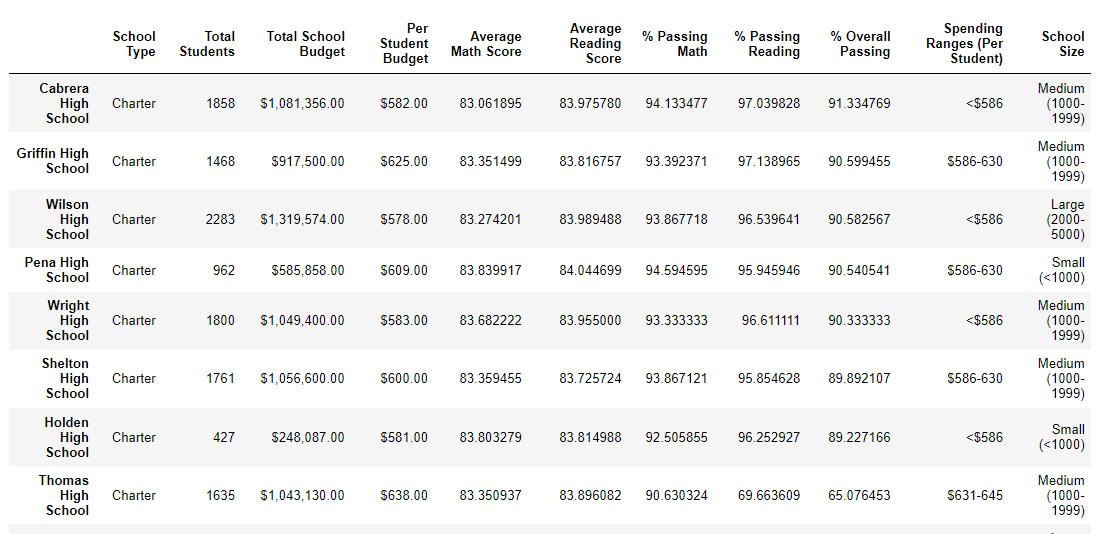 School Type Total Students Total School Budget Per Student Budget Average Math Score Average Reading Score % Passing Math % Passing Reading % Overall Passing Spending Ranges (Per Student) School Size
Cabrera High School Charter 1858 $1,081,356.00 $582.00 83.061895 83.975780 94.133477 97.039828 91.334769 <$586 Medium (1000-1999)
Griffin High School Charter 1468 $917,500.00 $625.00 83.351499 83.816757 93.392371 97.138965 90.599455 $586-630 Medium (1000-1999)
Wilson High School Charter 2283 $1,319,574.00 $578.00 83.274201 83.989488 93.867718 96.539641 90.582567 <$586 Large (2000-5000)
Pena High School Charter 962 $585,858.00 $609.00 83.839917 84.044699 94.594595 95.945946 90.540541 $586-630 Small (<1000)
Wright High School Charter 1800 $1,049,400.00 $583.00 83.682222 83.955000 93.333333 96.611111 90.333333 <$586 Medium (1000-1999)
Shelton High School Charter 1761 $1,056,600.00 $600.00 83.359455 83.725724 93.867121 95.854628 89.892107 $586-630 Medium (1000-1999)
Holden High School Charter 427 $248,087.00 $581.00 83.803279 83.814988 92.505855 96.252927 89.227166 <$586 Small (<1000)
Thomas High School Charter 1635 $1,043,130.00 $638.00 83.350937 83.896082 90.630324 69.663609 65.076453 $631-645 Medium (1000-1999)